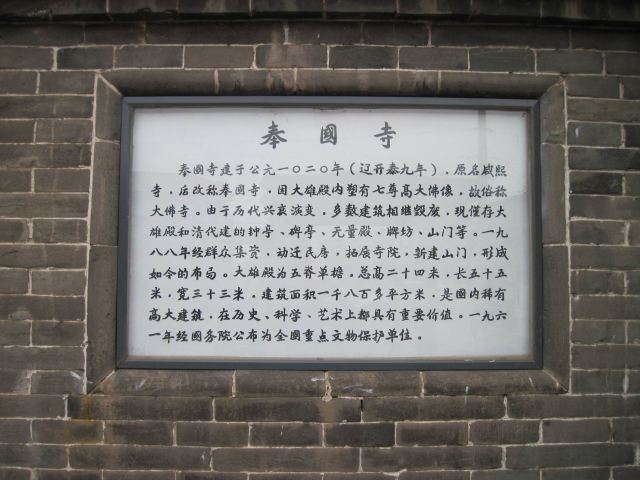 奉國寺
奉國寺建于公元一〇二〇年(辽开泰九年),原名咸熙
寺,后改称奉國寺,因大雄殿内塑有七尊高大佛像,故俗称
大佛寺。由于历代兴衰演变,多数建筑相继毁废,现仅存大
雄殿和清代建的钟亭、碑亭、无量殿、牌坊、山门等。一九
八八年经群众集资,动迁民房,拓展寺院,新建山门,形成
如今的布局。大雄殿为五脊单檐。总高二十四米,长五十五
米,宽三十三米。建筑面积一千八百多平方米,是國内稀有
高大建筑,在历史、科学、艺术上都具有重要价值。一九六
一年经國务院公布为全國重点文物保护单位。